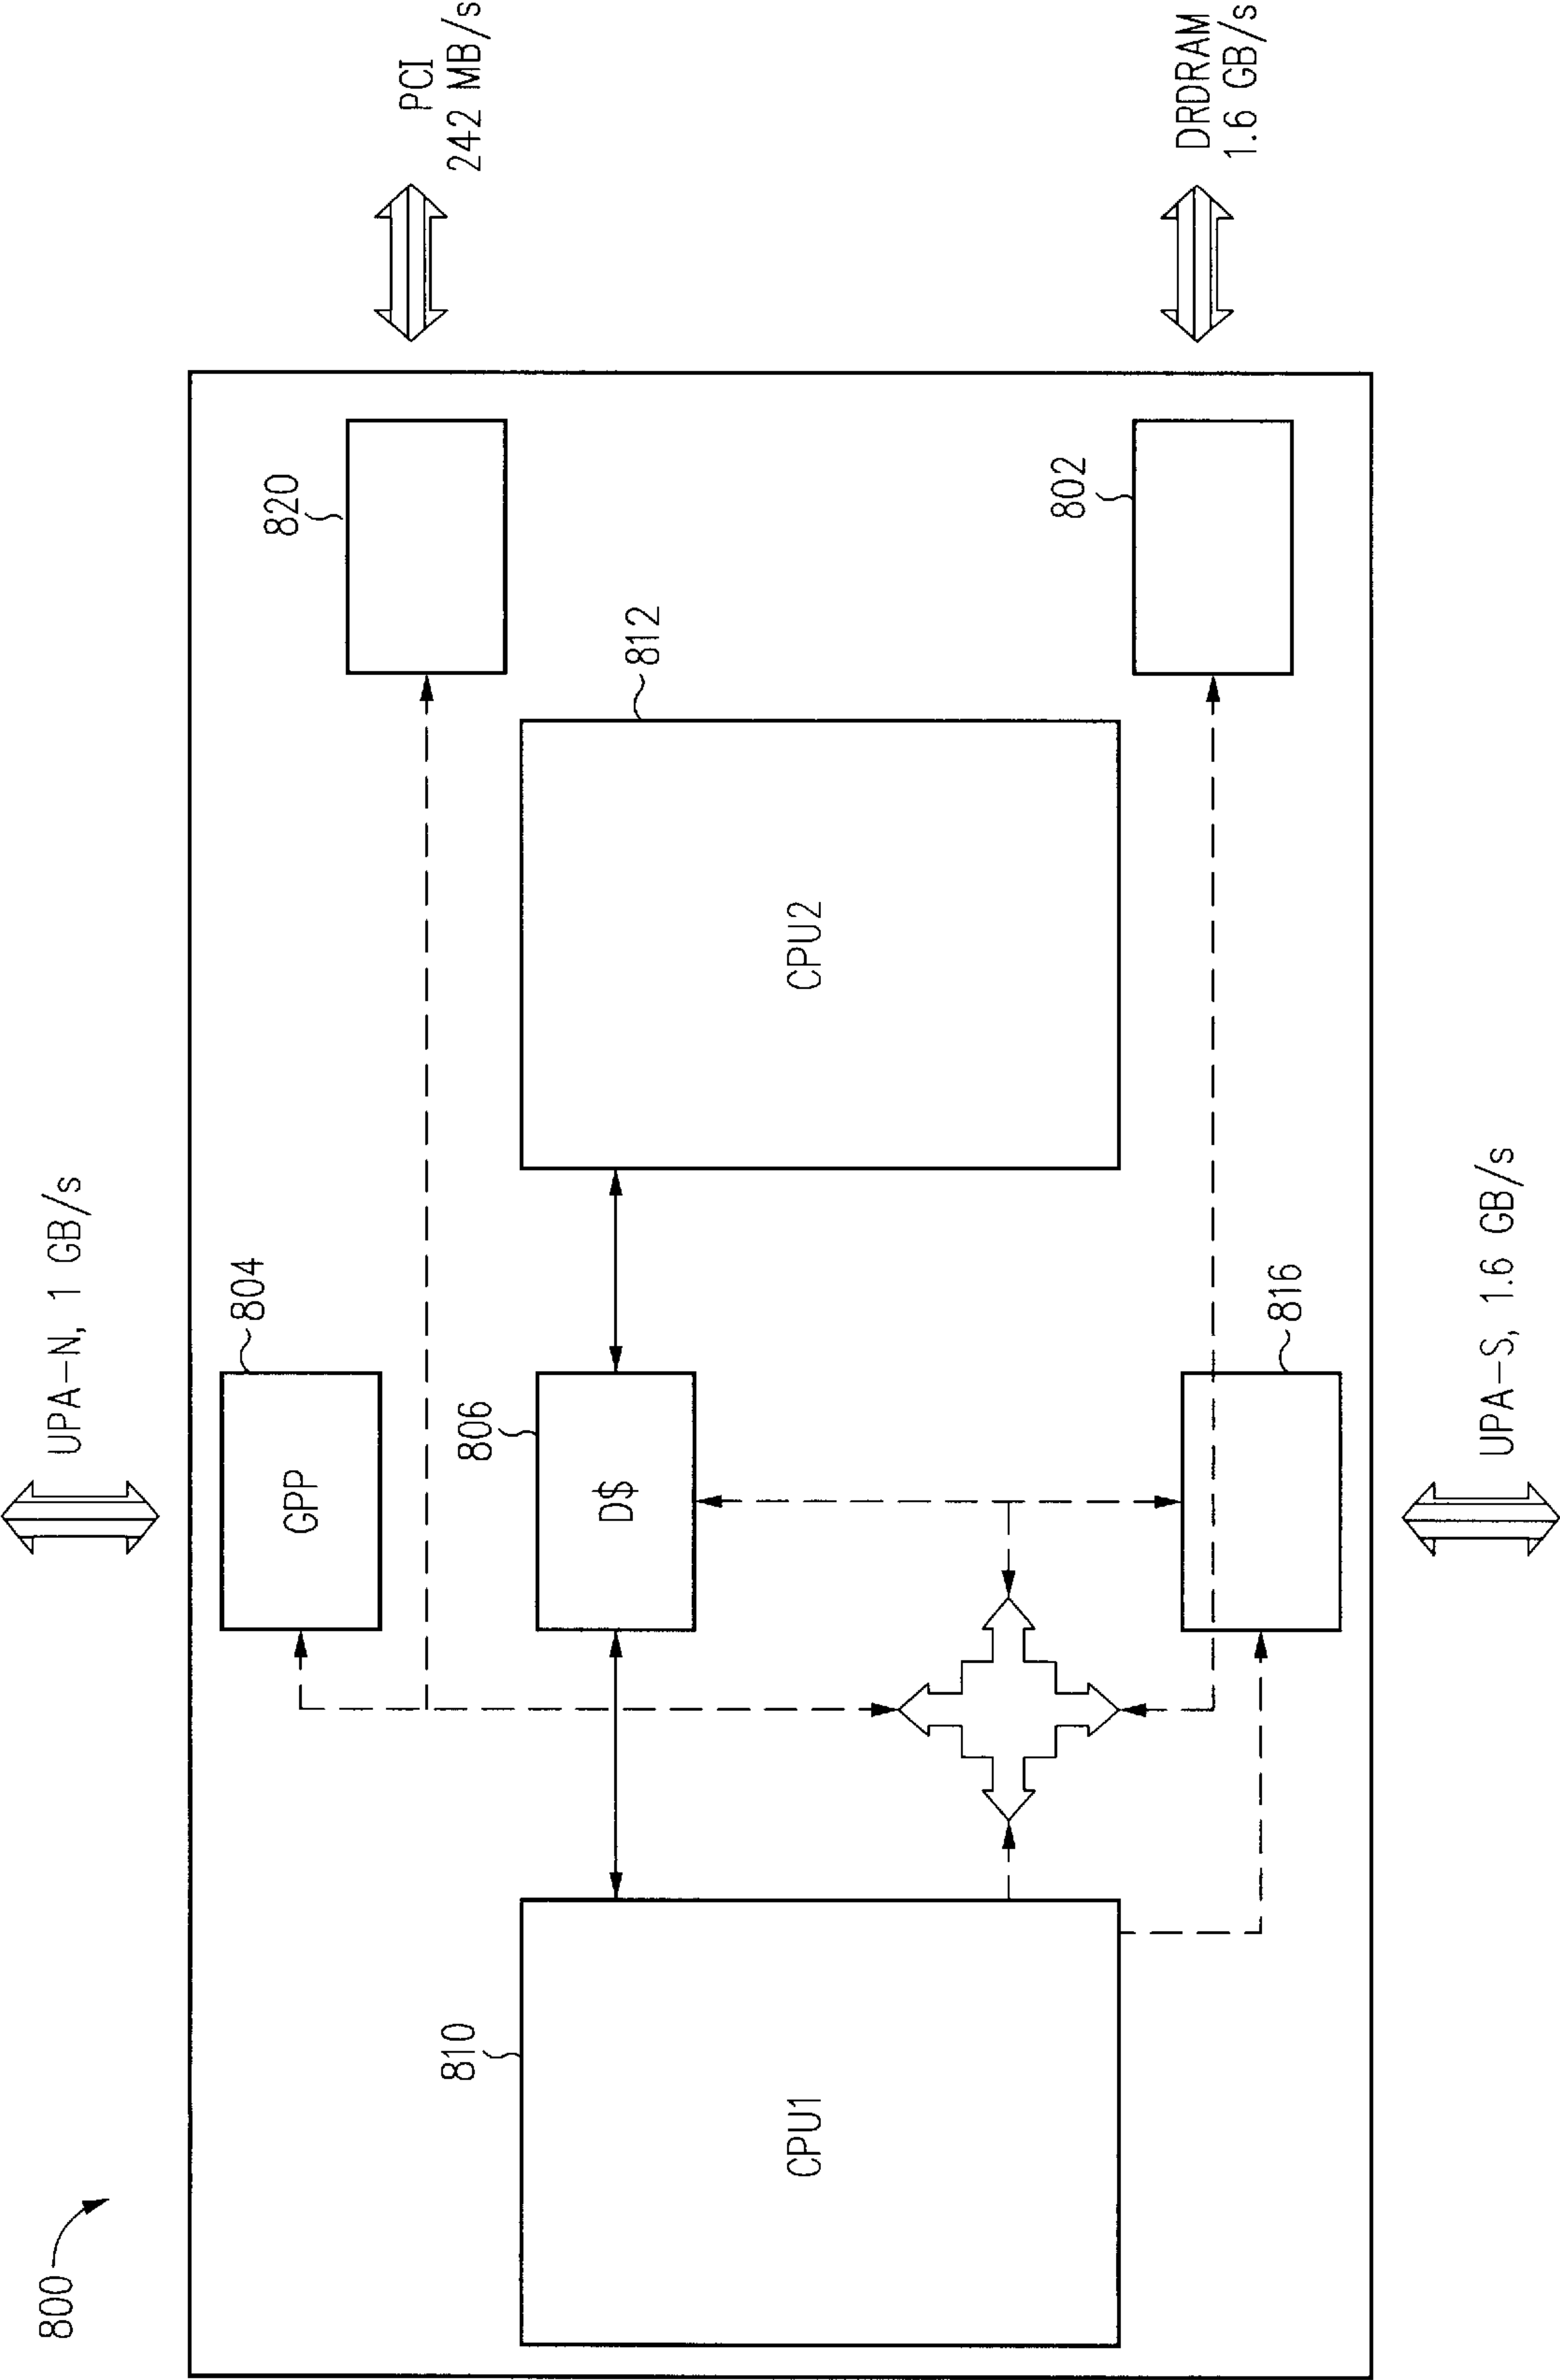 800
UPA-N, 1 GB/s
PCI
242 MB/s
804
GPP
820
806
D$
810
CPU1
812
CPU2
802
816
DRDRAM
1.6 GB/s
UPA-S, 1.6 GB/s